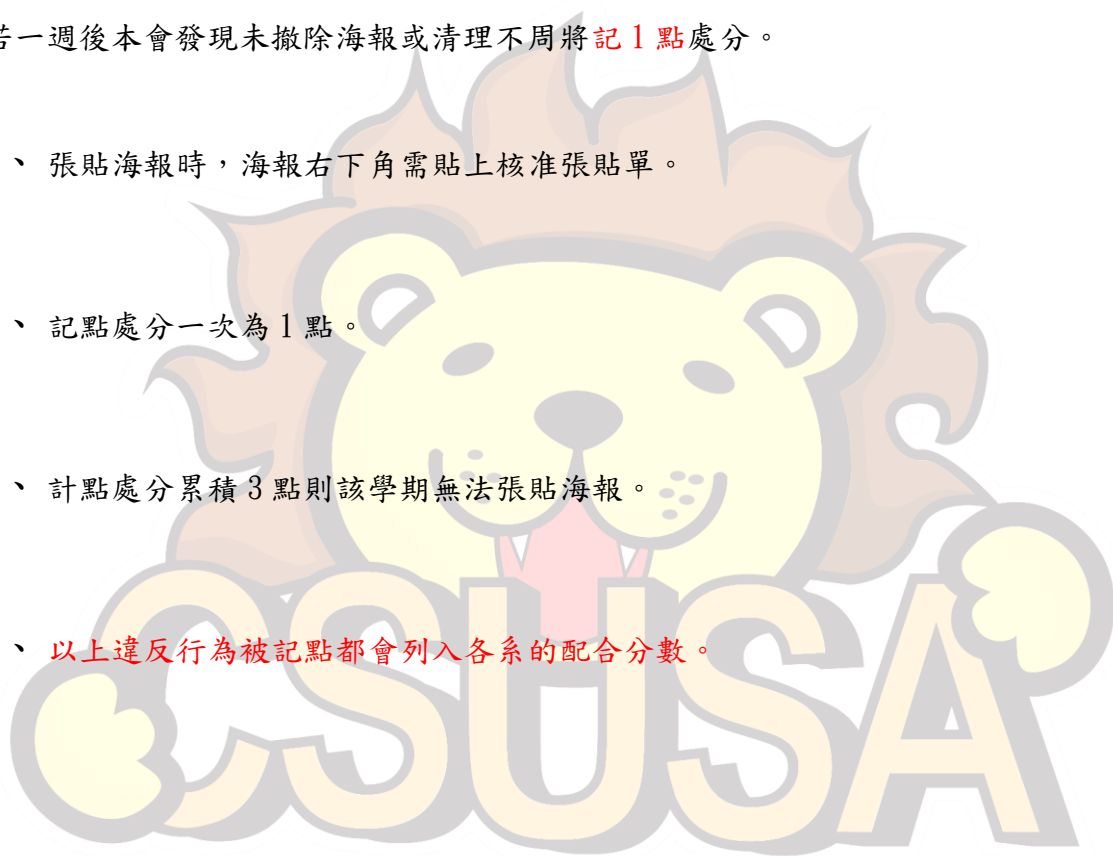 若一週後本會發現未撤除海報或清理不周將記1點處分。
、 張貼海報時，海報右下角需貼上核准張貼單。
、 記點處分一次為1點。
、 計點處分累積3點則該學期無法張貼海報。
、 以上違反行為被記點都會列入各系的配合分數。
CSUSA